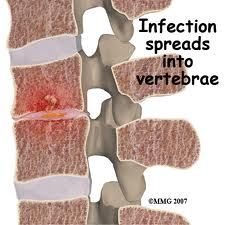 Infection
spreads
into
vertebrae
©MMG 2007